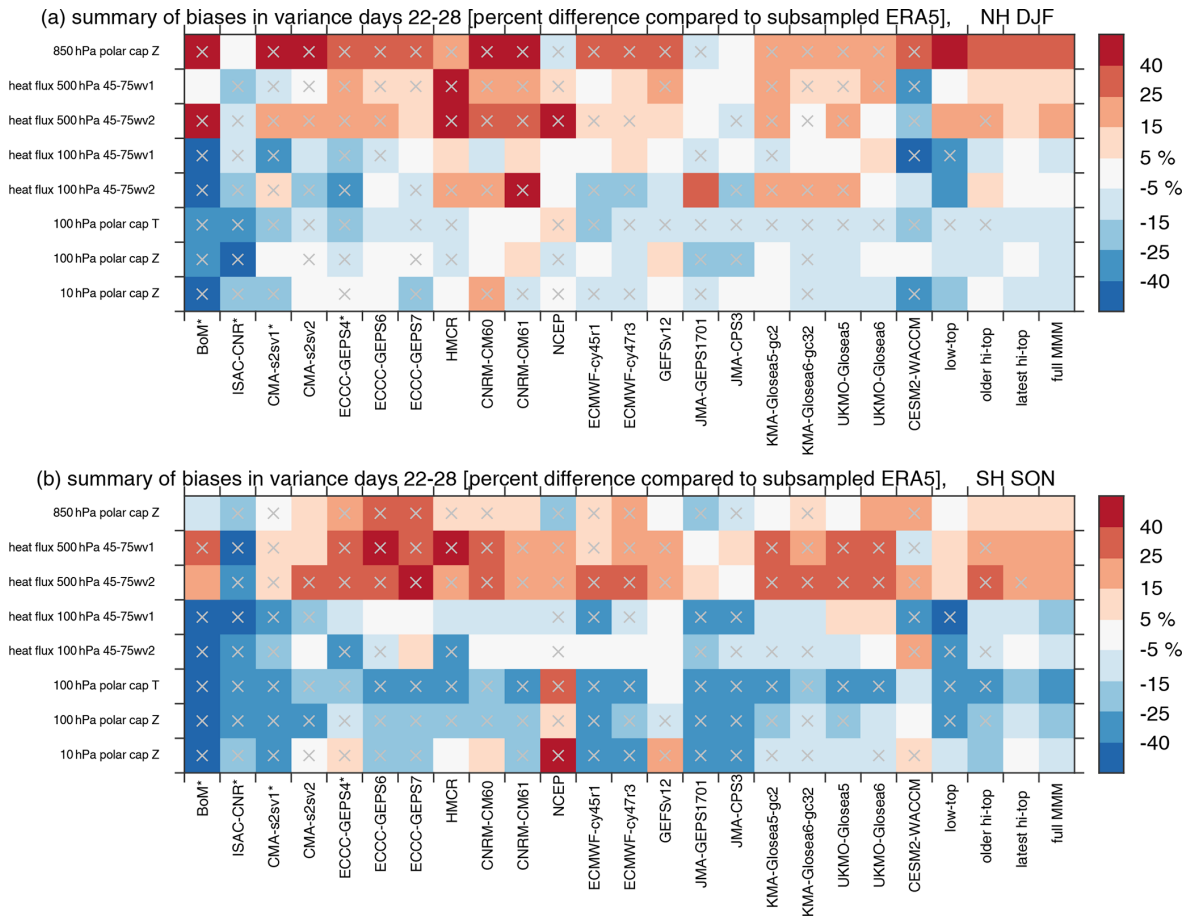 (a) summary of biases in variance days 22-28 [percent difference compared to subsampled ERA5], NH DJF
850 hPa polar cap Z
heat flux 500 hPa 45-75wv1
heat flux 500 hPa 45-75wv2
heat flux 100 hPa 45-75wv1
heat flux 100 hPa 45-75wv2
100 hPa polar cap T
100 hPa polar cap Z
10 hPa polar cap Z
40
25
15
5 %
-5 %
-15
-25
-40
BoM*
ISAC-CNR*
CMA-s2sv1*
CMA-s2sv2
ECCC-GEPS4*
ECCC-GEPS6
ECCC-GEPS7
HMCR
CNRM-CM60
CNRM-CM61
NCEP
ECMWF-cy45r1
ECMWF-cy47r3
GEFSv12
JMA-GEPS1701
JMA-CPS3
KMA-Glosea5-gc2
KMA-Glosea6-gc32
UKMO-Glosea5
UKMO-Glosea6
CESM2-WACCM
low-top
older hi-top
latest hi-top
full MMM
(b) summary of biases in variance days 22-28 [percent difference compared to subsampled ERA5], SH SON
850 hPa polar cap Z
heat flux 500 hPa 45-75wv1
heat flux 500 hPa 45-75wv2
heat flux 100 hPa 45-75wv1
heat flux 100 hPa 45-75wv2
100 hPa polar cap T
100 hPa polar cap Z
10 hPa polar cap Z
40
25
15
5 %
-5 %
-15
-25
-40
BoM*
ISAC-CNR*
CMA-s2sv1*
CMA-s2sv2
ECCC-GEPS4*
ECCC-GEPS6
ECCC-GEPS7
HMCR
CNRM-CM60
CNRM-CM61
NCEP
ECMWF-cy45r1
ECMWF-cy47r3
GEFSv12
JMA-GEPS1701
JMA-CPS3
KMA-Glosea5-gc2
KMA-Glosea6-gc32
UKMO-Glosea5
UKMO-Glosea6
CESM2-WACCM
low-top
older hi-top
latest hi-top
full MMM